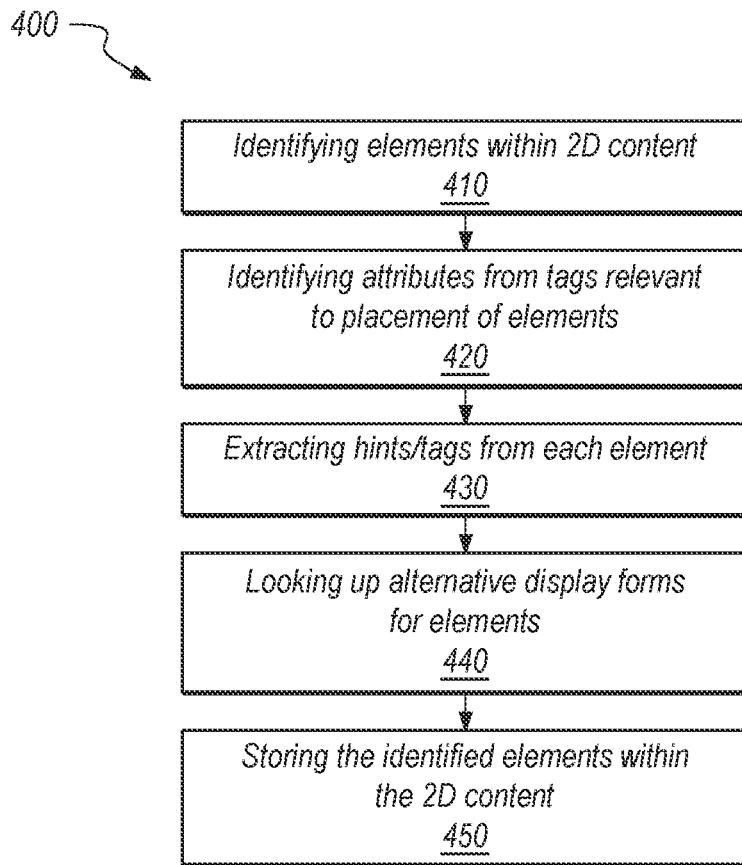 400
Identifying elements within 2D content
410
Identifying attributes from tags relevant
to placement of elements
420
Extracting hints/tags from each element
430
Looking up alternative display forms
for elements
440
Storing the identified elements within
the 2D content
450